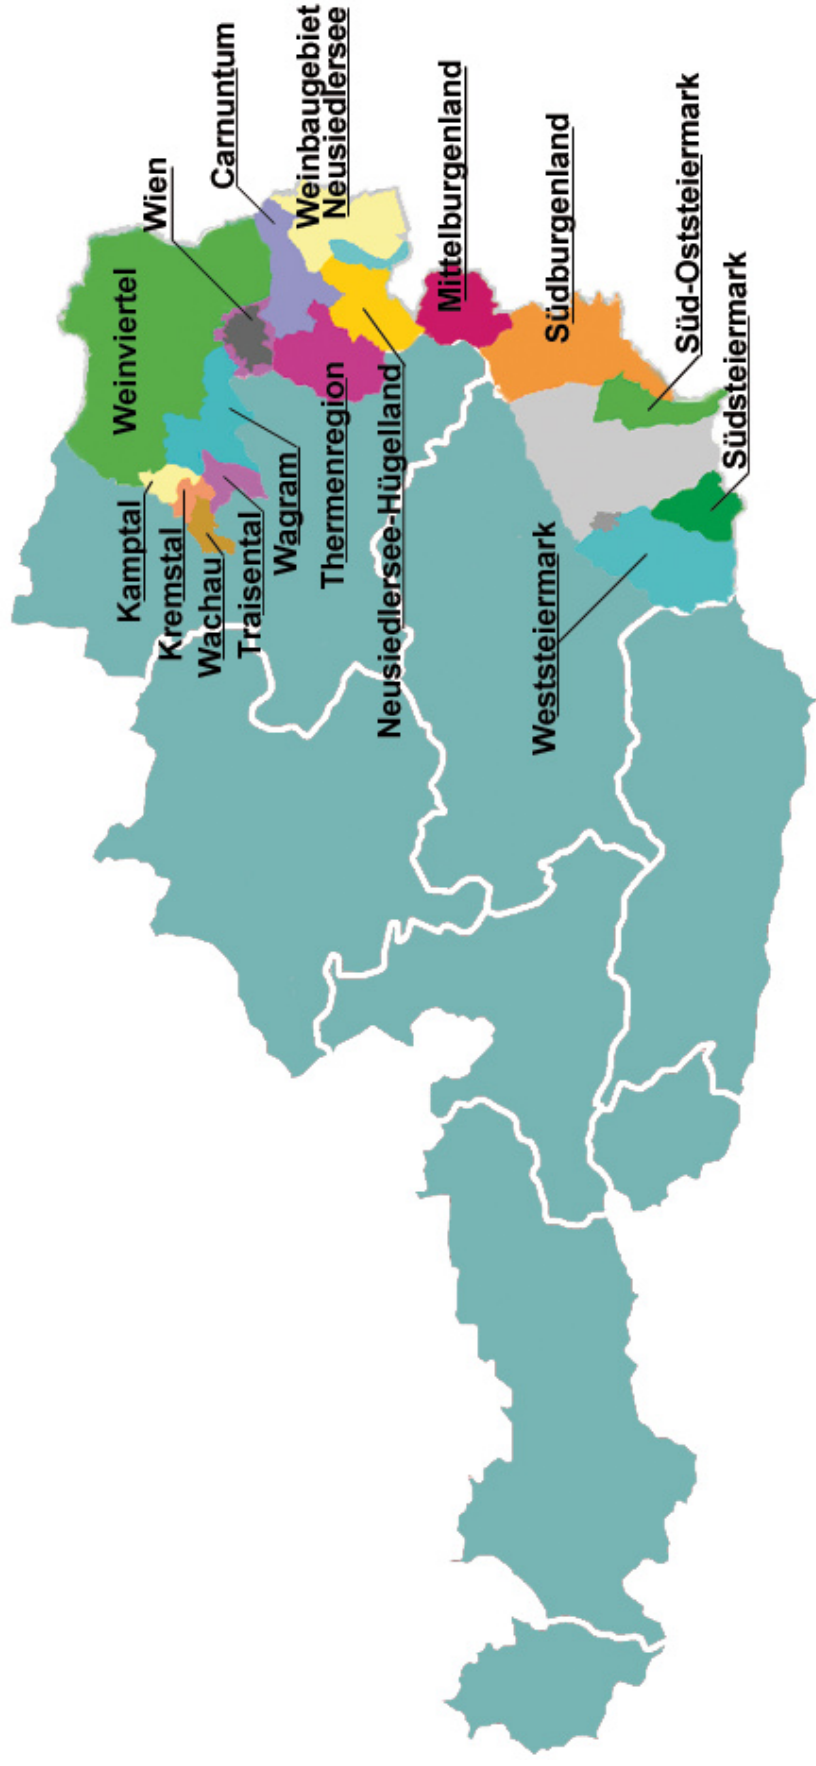 Weinviertel
Kamptal
Kremstal
Wachau
Traisental
Wagram
Thermenregion
Neusiedlersee-Hügelland
Wien
Carnuntum
Weinbaugebiet
Neusiedlersee
Mittelburgenland
Südburgenland
Süd-Oststeiermark
Südsteiermark
Weststeiermark